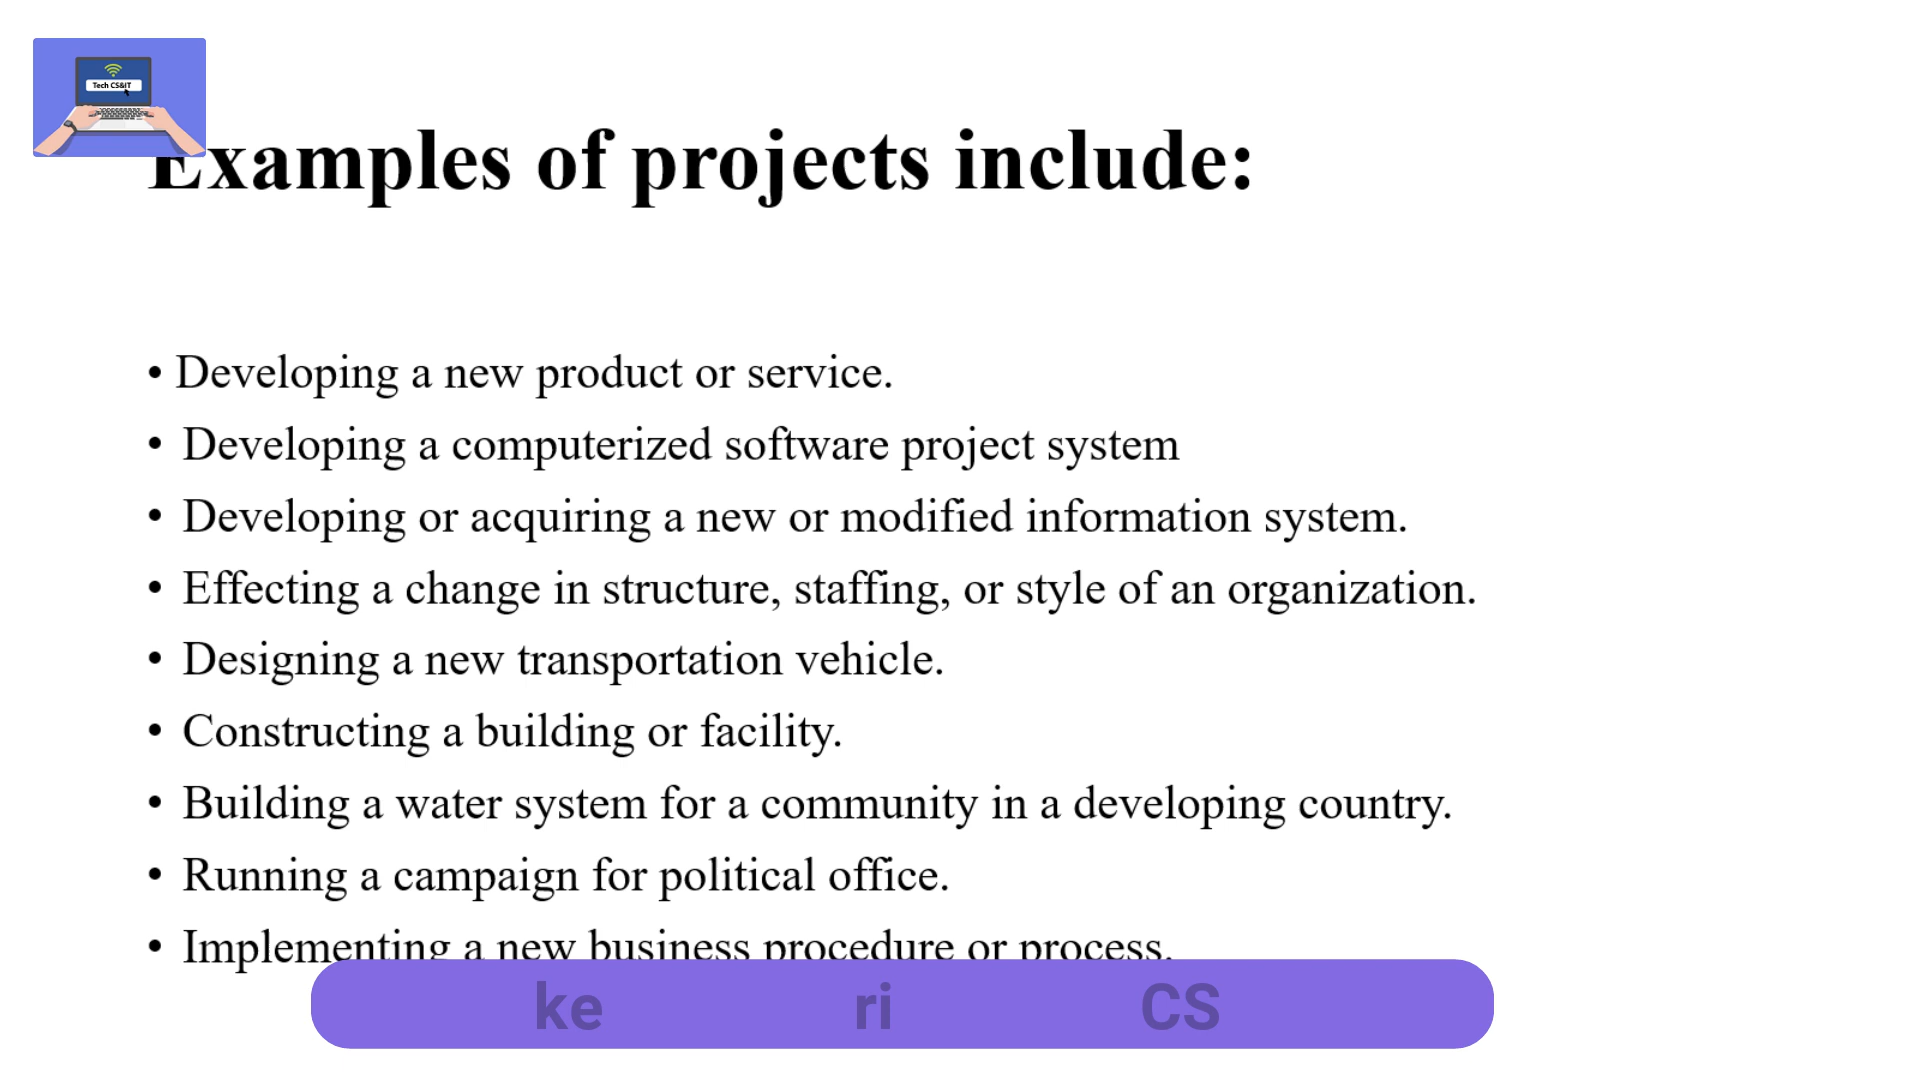 Tech CS&IT
Examples of projects include:
• Developing a new product or service.
• Developing a computerized software project system
• Developing or acquiring a new or modified information system.
• Effecting a change in structure, staffing, or style of an organization.
• Designing a new transportation vehicle.
• Constructing a building or facility.
• Building a water system for a community in a developing country.
• Running a campaign for political office.
• Implementing a new business procedure or process.
ke ri CS